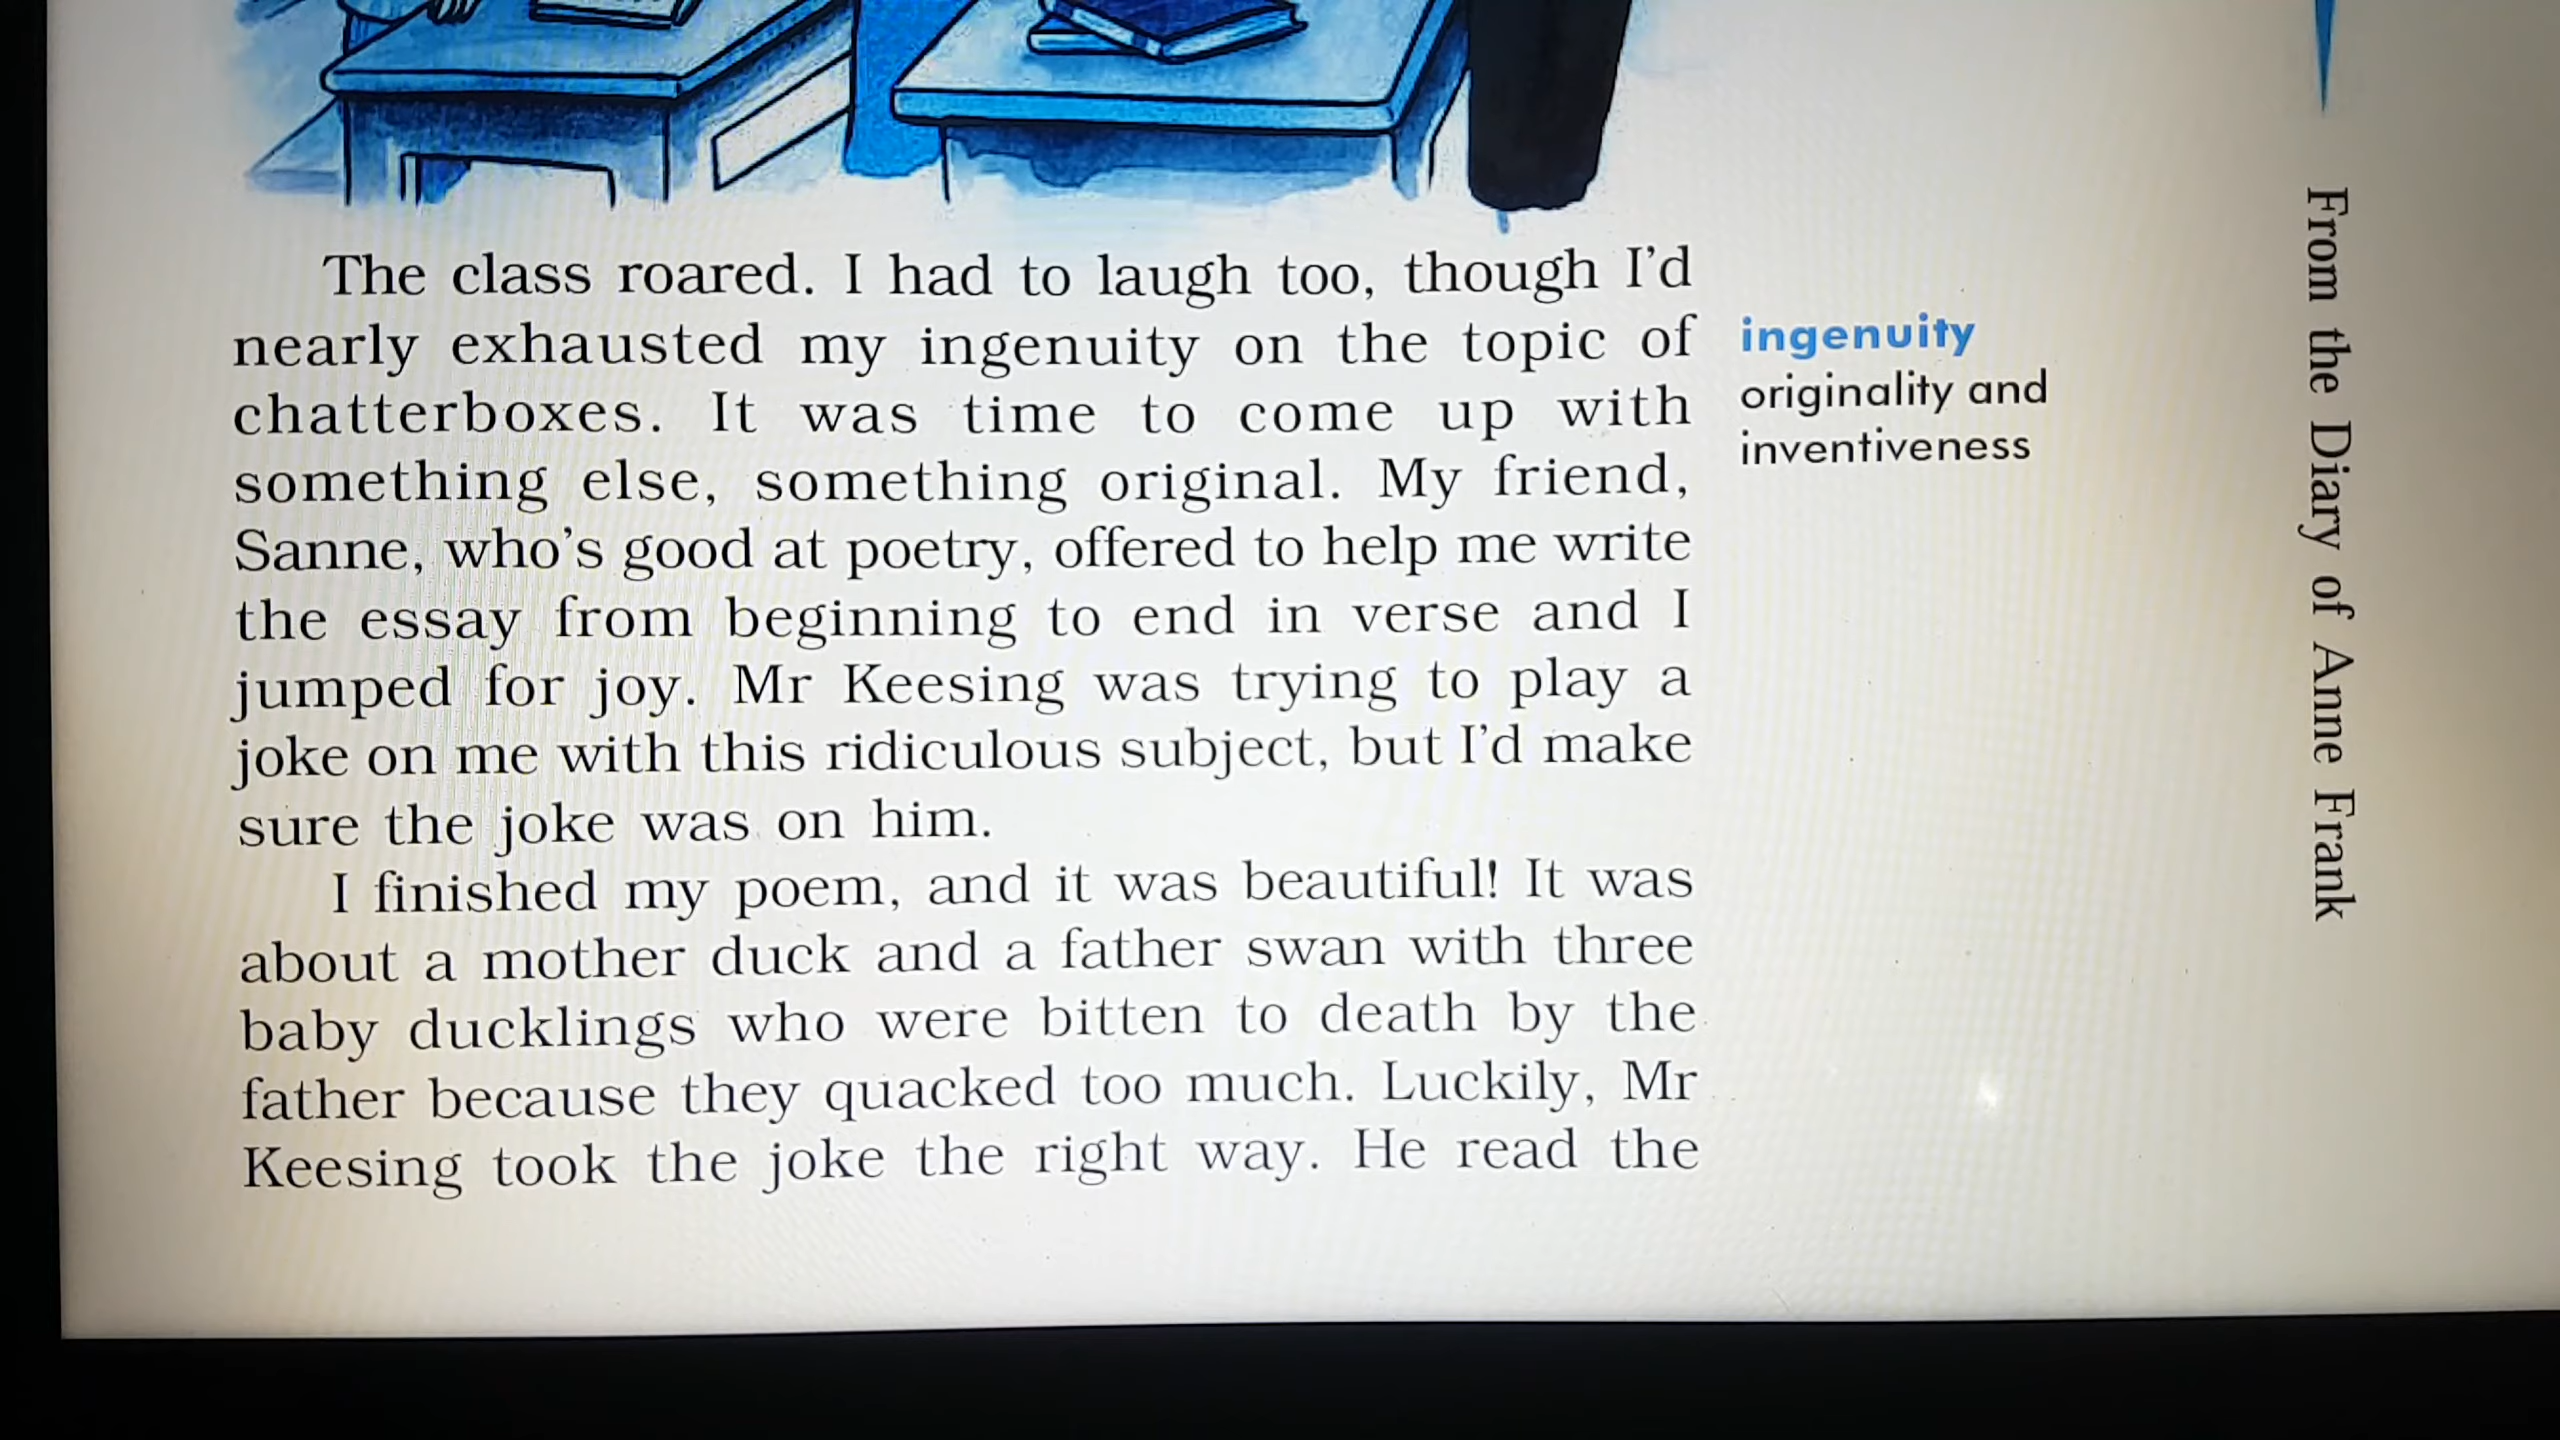 The class roared. I had to laugh too, though I'd
nearly exhausted my ingenuity on the topic of
chatterboxes. It was time to come up with
something else, something original. My friend,
Sanne, who's good at poetry, offered to help me write
the essay from beginning to end in verse and I
jumped for joy. Mr Keesing was trying to play a
joke on me with this ridiculous subject, but I'd make
sure the joke was on him.
I finished my poem, and it was beautiful! It was
about a mother duck and a father swan with three
baby ducklings who were bitten to death by the
father because they quacked too much. Luckily, Mr
Keesing took the joke the right way. He read the
ingenuity
originality and
inventiveness
From the Diary of Anne Frank